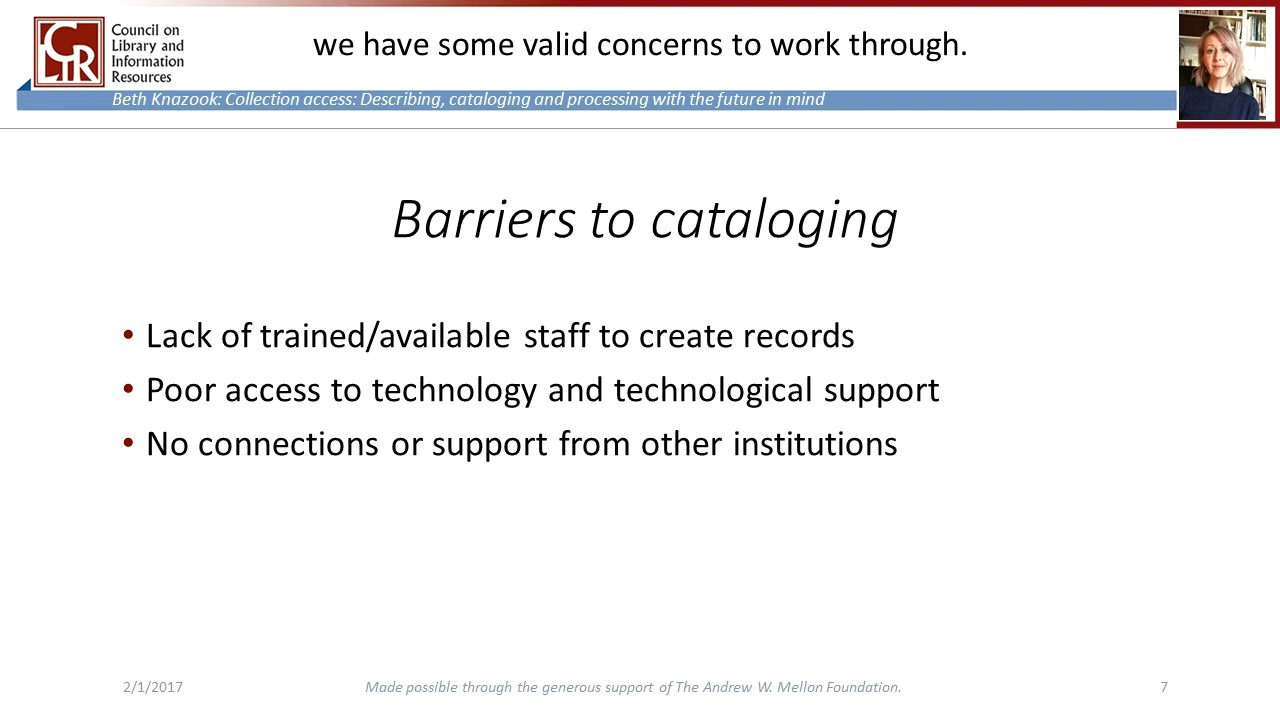 CLIR
Council on
Library and
Information
Resources
we have some valid concerns to work through.
Beth Knazook: Collection access: Describing, cataloging and processing with the future in mind
Barriers to cataloging
• Lack of trained/available staff to create records
• Poor access to technology and technological support
• No connections or support from other institutions
2/1/2017
Made possible through the generous support of The Andrew W. Mellon Foundation.
7